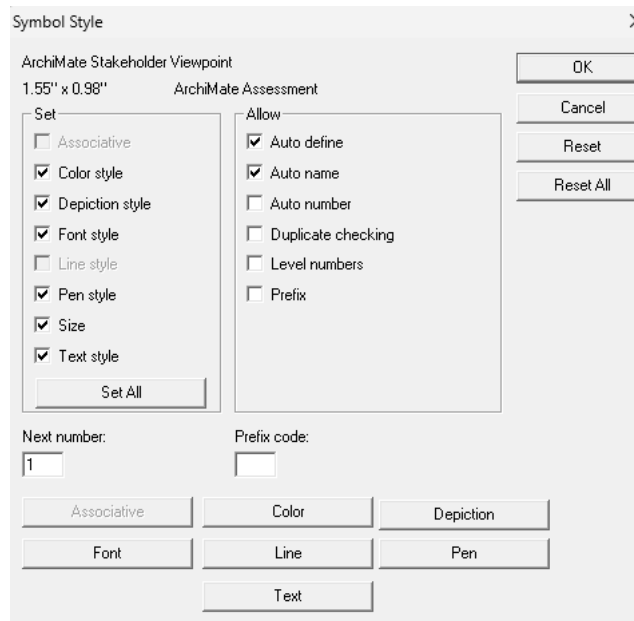 Symbol Style
ArchiMate Stakeholder Viewpoint
1.55" x 0.98" ArchiMate Assessment
Set
Associative
Color style
Depiction style
Font style
Line style
Pen style
Size
Text style
Set All
Allow
Auto define
Auto name
Auto number
Duplicate checking
Level numbers
Prefix
OK
Cancel
Reset
Reset All
Next number:
1
Prefix code:
Associative Color Depiction
Font Line Pen
Text